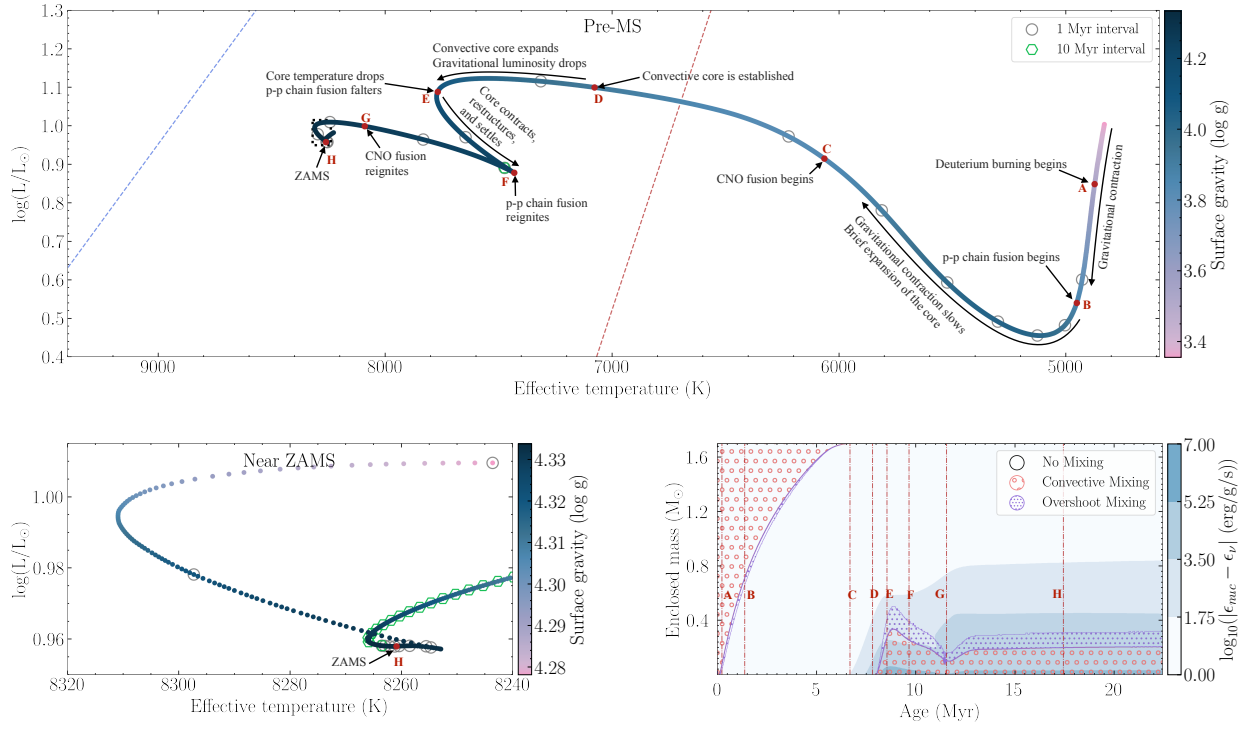 Pre-MS
1 Myr interval
10 Myr interval
Convective core expands
Gravitational luminosity drops
Core temperature drops
p-p chain fusion falters
Convective core is established
E
D
Core contracts,
restructures,
and settles
G
CNO fusion
reignites
H
ZAMS
F
p-p chain fusion
reignites
C
CNO fusion begins
Deuterium burning begins
A
Gravitational contraction
Gravitational contraction slows
Brief expansion of the core
p-p chain fusion begins
B
1.3
1.2
1.1
1.0
0.9
0.8
0.7
0.6
0.5
0.4
log(L/L⊙)
9000
8000
7000
6000
5000
Effective temperature (K)
4.2
4.0
3.8
3.6
3.4
Surface gravity (log g)
Near ZAMS
1.00
0.98
0.96
log(L/L⊙)
ZAMS
H
8320
8300
8280
8260
8240
Effective temperature (K)
4.33
4.32
4.31
4.30
4.29
4.28
Surface gravity (log g)
No Mixing
Convective Mixing
Overshoot Mixing
1.6
1.2
0.8
0.4
Enclosed mass (M⊙)
A
B
C
D
E
F
G
H
0
5
10
15
20
Age (Myr)
7.00
5.25
3.50
1.75
0.00
log₁₀(|ϵnuc − ϵν| (erg/g/s))